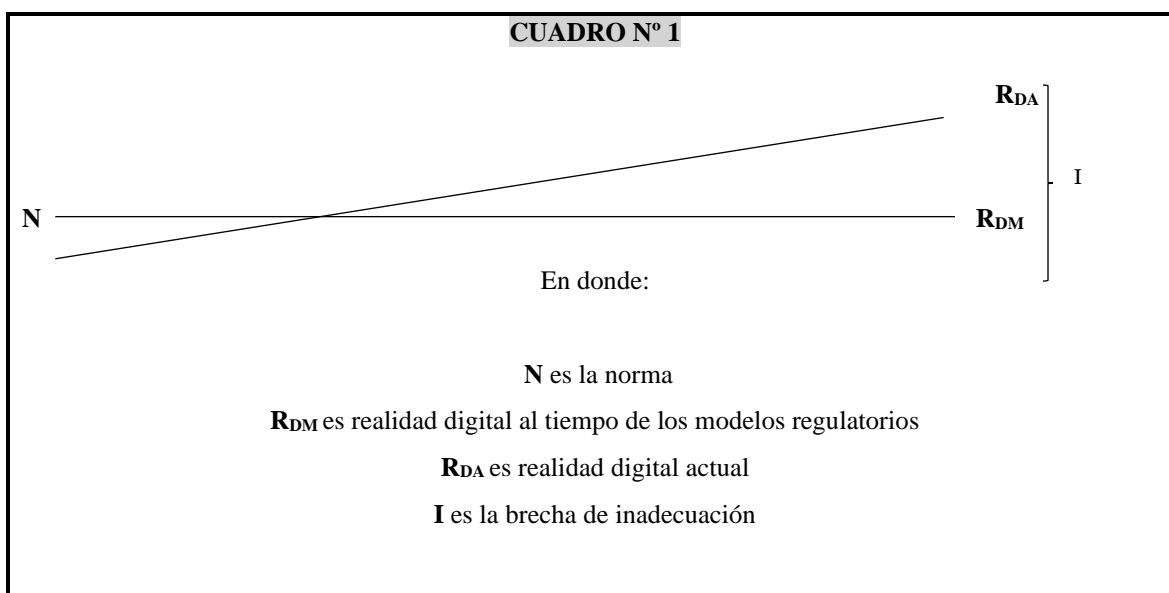 CUADRO Nº 1
RDA
I
N
RDM
En donde:
N es la norma
RDM es realidad digital al tiempo de los modelos regulatorios
RDA es realidad digital actual
I es la brecha de inadecuación